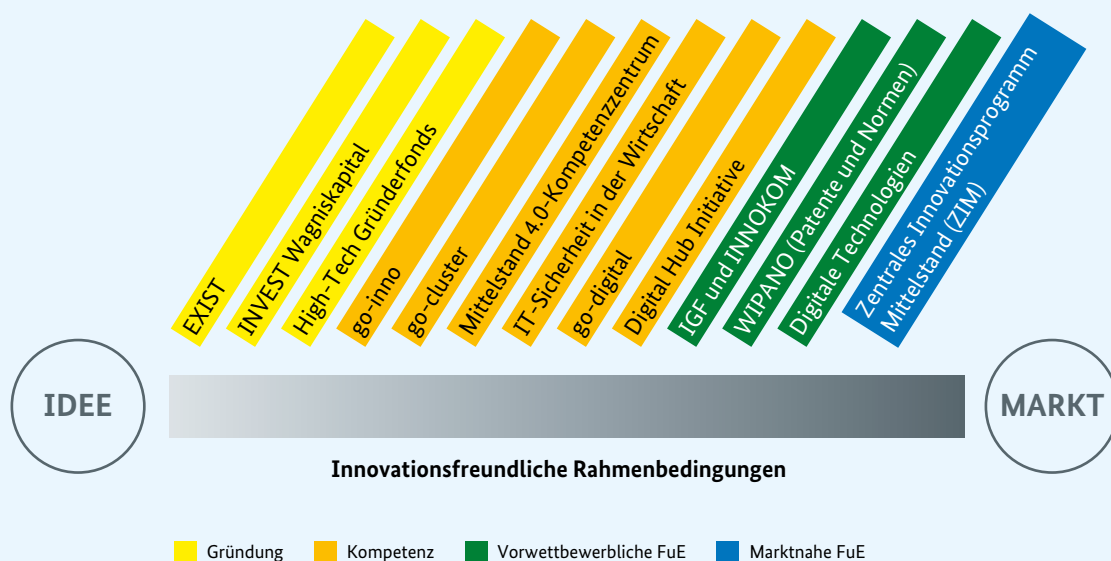 EXIST
INVEST Wagniskapital
High-Tech Gründerfonds
go-inno
go-cluster
Mittelstand 4.0-Kompetenzzentrum
IT-Sicherheit in der Wirtschaft
go-digital
Digital Hub Initiative
IGF und INNOKOM
WIPANO (Patente und Normen)
Digitale Technologien
Zentrales Innovationsprogramm
Mittelstand (ZIM)
IDEE
MARKT
Innovationsfreundliche Rahmenbedingungen
Gründung
Kompetenz
Vorwettbewerbliche FuE
Marktnahe FuE